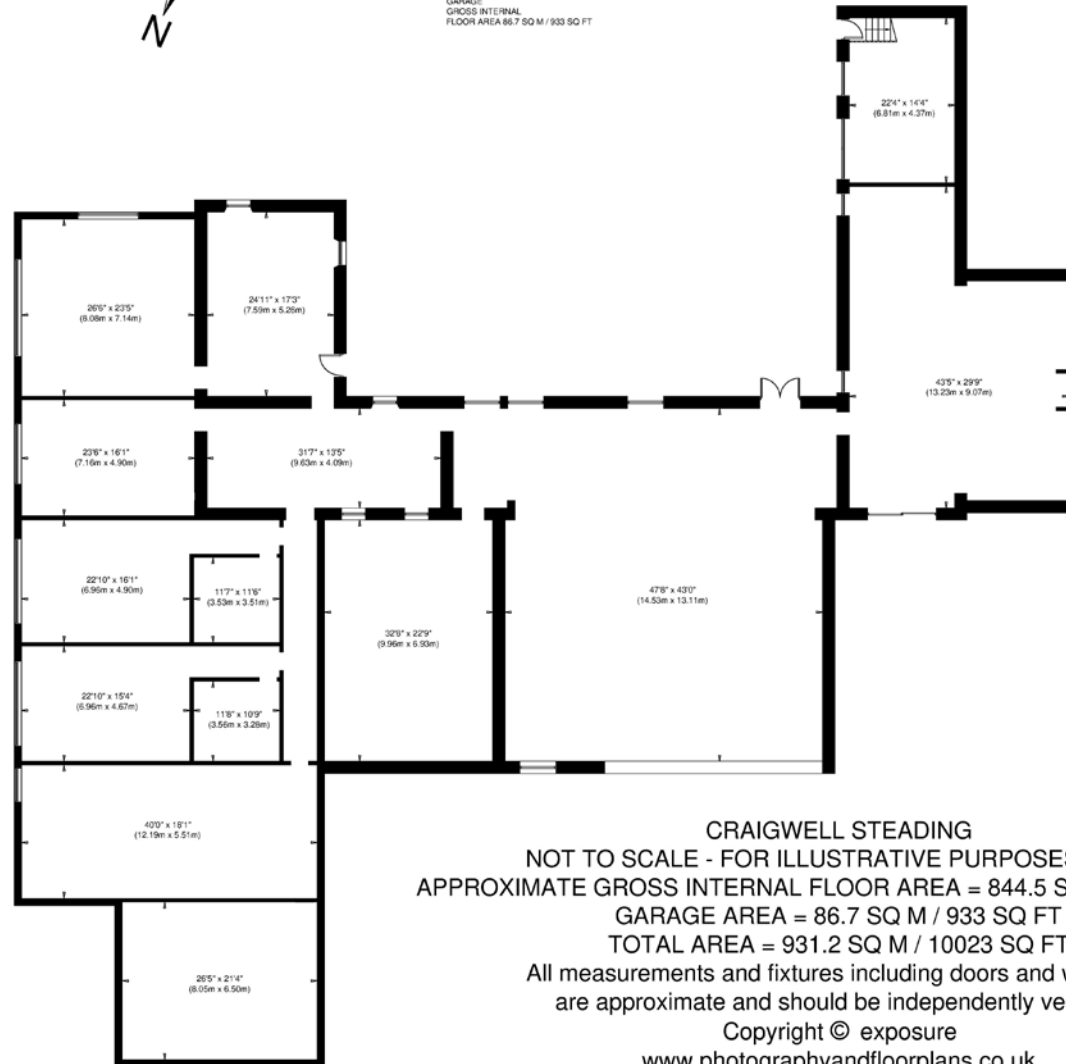 N
GARAGE
GROSS INTERNAL
FLOOR AREA 86.7 SQ M / 933 SQ FT
22'4" x 14'4"
(6.81m x 4.37m)
26'6" x 23'5"
(8.08m x 7.14m)
24'11" x 17'3"
(7.59m x 5.26m)
43'5" x 29'9"
(13.23m x 9.07m)
23'6" x 16'1"
(7.16m x 4.90m)
31'7" x 13'5"
(9.63m x 4.09m)
22'10" x 16'1"
(6.96m x 4.90m)
11'7" x 11'6"
(3.53m x 3.51m)
47'8" x 43'0"
(14.53m x 13.11m)
32'8" x 22'9"
(9.96m x 6.93m)
22'10" x 15'4"
(6.96m x 4.67m)
11'8" x 10'9"
(3.56m x 3.28m)
40'0" x 18'1"
(12.19m x 5.51m)
26'5" x 21'4"
(8.05m x 6.50m)
CRAIGWELL STEADING
NOT TO SCALE - FOR ILLUSTRATIVE PURPOSES
APPROXIMATE GROSS INTERNAL FLOOR AREA = 844.5 S
GARAGE AREA = 86.7 SQ M / 933 SQ FT
TOTAL AREA = 931.2 SQ M / 10023 SQ FT
All measurements and fixtures including doors and w
are approximate and should be independently ve
Copyright © exposure
www.photographyandfloorplans.co.uk